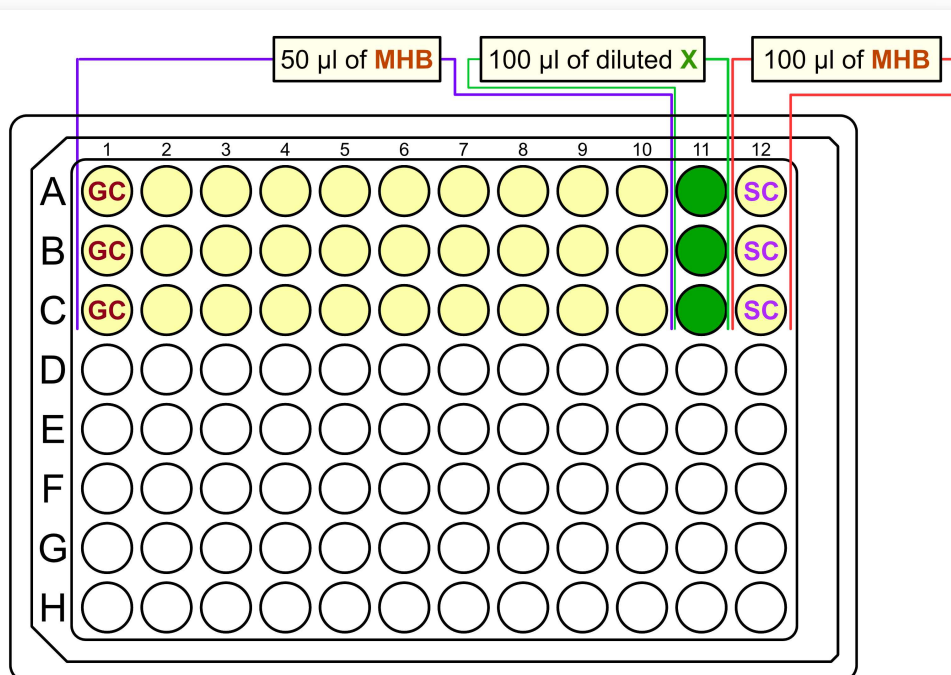 50 µl of MHB
100 µl of diluted X
100 µl of MHB
1 2 3 4 5 6 7 8 9 10 11 12
A GC SC
B GC SC
C GC SC
D
E
F
G
H